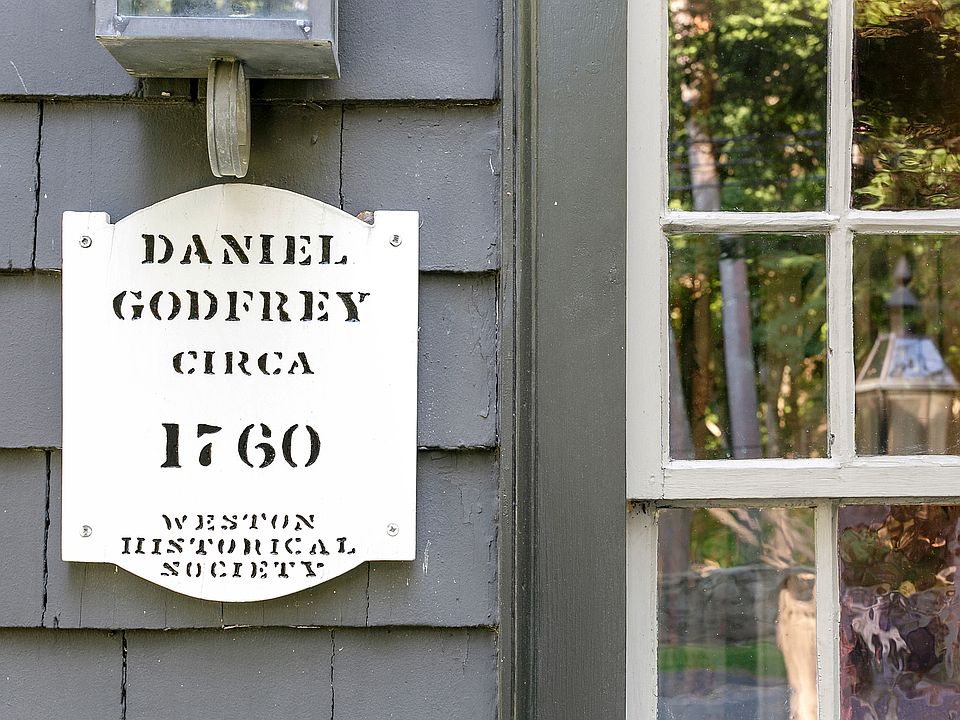 DANIEL
GODFREY
CIRCA
1760
WESTON
HISTORICAL
SOCIETY